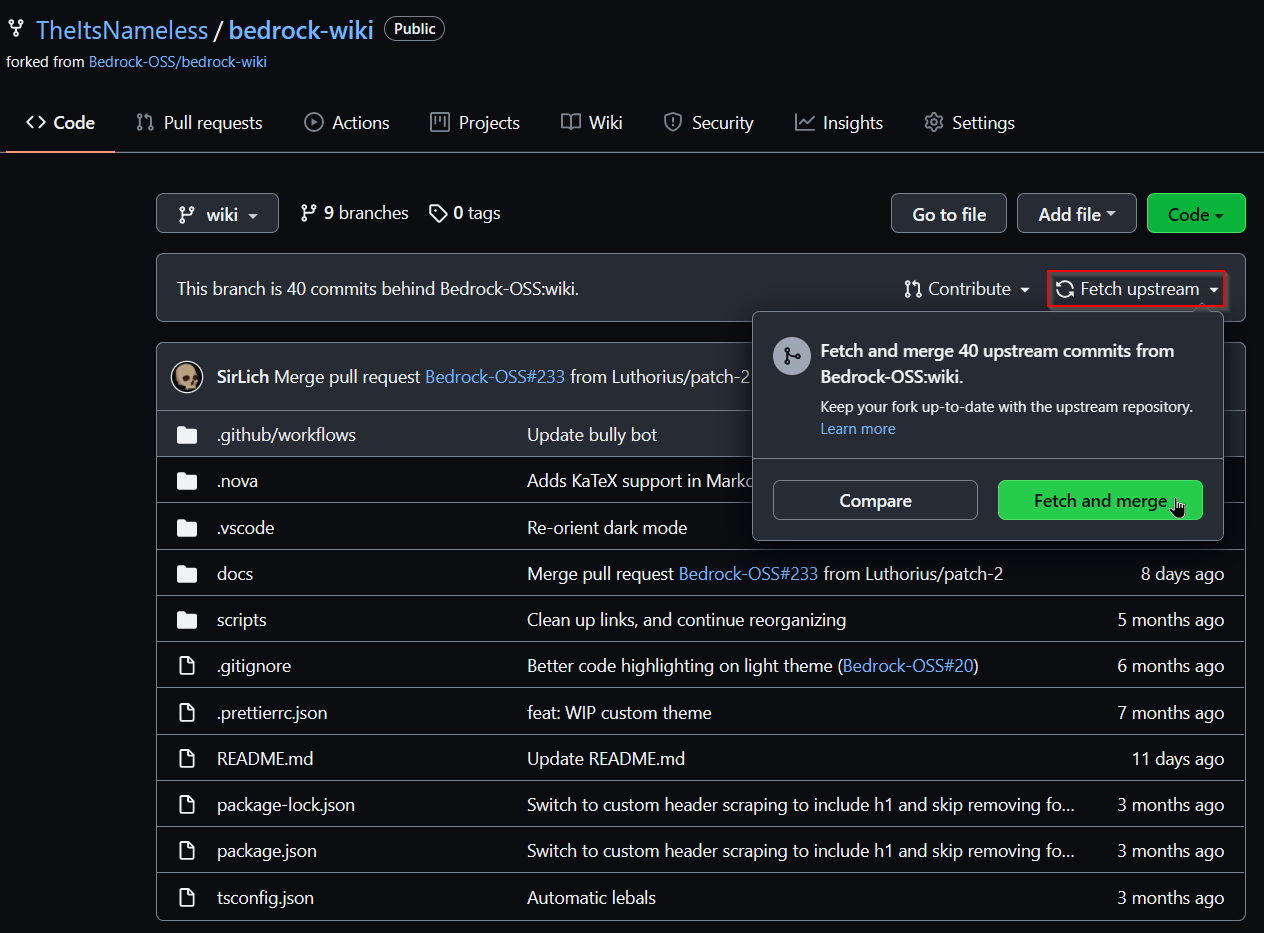 TheItsNameless / bedrock-wiki Public
forked from Bedrock-OSS/bedrock-wiki
Code Pull requests Actions Projects Wiki Security Insights Settings
wiki 9 branches 0 tags Go to file Add file Code
This branch is 40 commits behind Bedrock-OSS:wiki. Contribute Fetch upstream
Fetch and merge 40 upstream commits from
Bedrock-OSS:wiki.
Keep your fork up-to-date with the upstream repository.
Learn more
Compare Fetch and merge
SirLich Merge pull request Bedrock-OSS#233 from Luthorius/patch-2
.github/workflows Update bully bot
.nova Adds KaTeX support in Markd
.vscode Re-orient dark mode
docs Merge pull request Bedrock-OSS#233 from Luthorius/patch-2 8 days ago
scripts Clean up links, and continue reorganizing 5 months ago
.gitignore Better code highlighting on light theme (Bedrock-OSS#20) 6 months ago
.prettierrc.json feat: WIP custom theme 7 months ago
README.md Update README.md 11 days ago
package-lock.json Switch to custom header scraping to include h1 and skip removing fo... 3 months ago
package.json Switch to custom header scraping to include h1 and skip removing fo... 3 months ago
tsconfig.json Automatic lebals 3 months ago